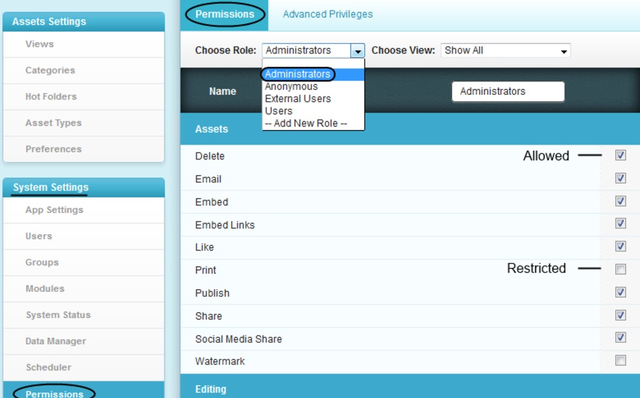 Assets Settings
Views
Categories
Hot Folders
Asset Types
Preferences
System Settings
App Settings
Users
Groups
Modules
System Status
Data Manager
Scheduler
Permissions
Permissions Advanced Privileges
Choose Role: Administrators Choose View: Show All
Administrators
Anonymous
External Users
Users
-- Add New Role --
Name Administrators
Assets
Delete Allowed
Email
Embed
Embed Links
Like
Print Restricted
Publish
Share
Social Media Share
Watermark
Editing